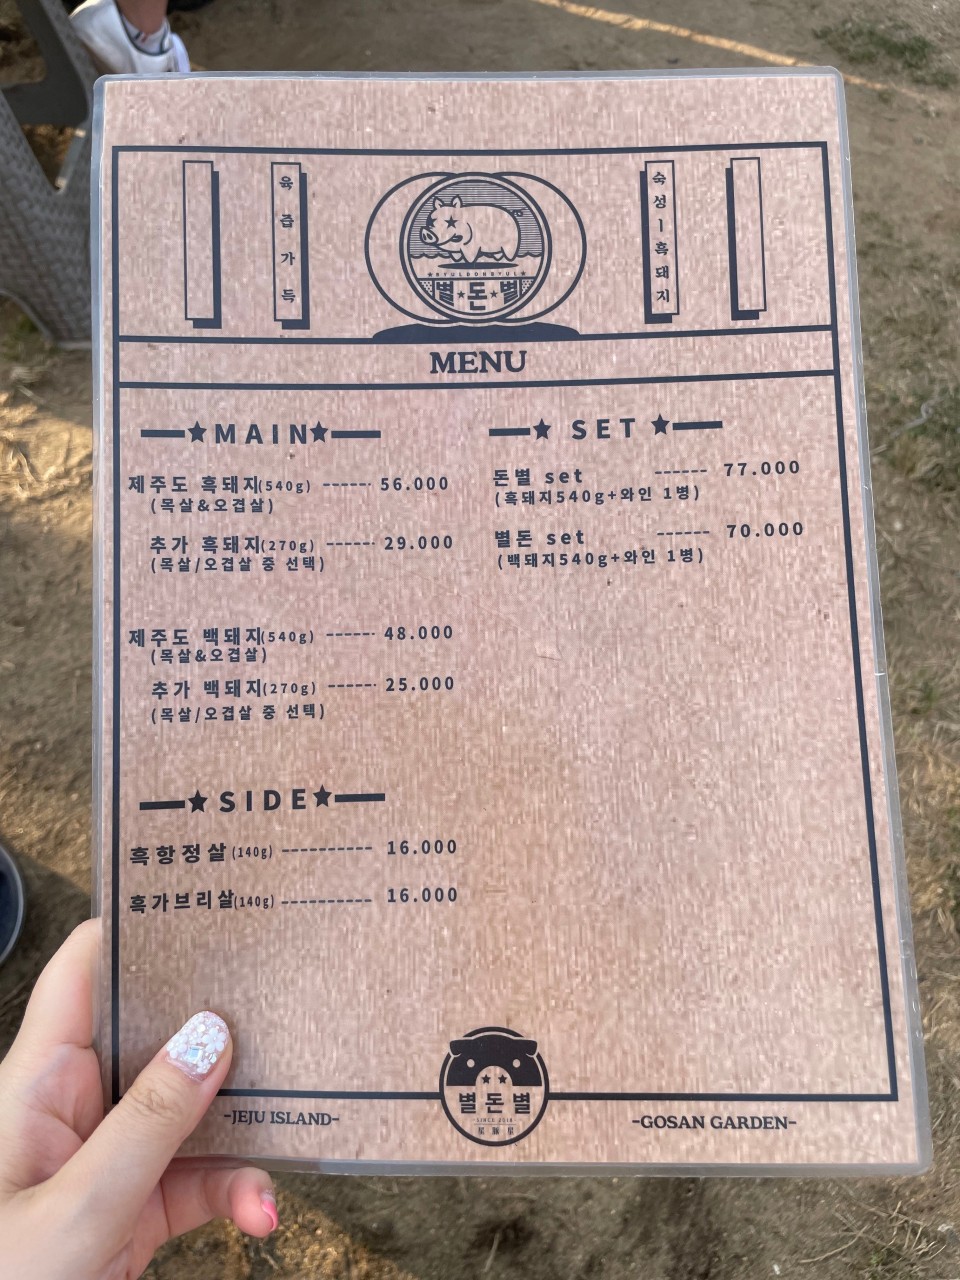 육즙가득
숙성ㅣ흑돼지
★BYULDONBYUL★
별★돈★별
MENU
★MAIN★
제주도 흑돼지(540g) ------ 56.000
(목살&오겹살)
추가 흑돼지(270g) ------ 29.000
(목살/오겹살 중 선택)
제주도 백돼지(540g) ------ 48.000
(목살&오겹살)
추가 백돼지(270g) ------ 25.000
(목살/오겹살 중 선택)
★SIDE★
흑항정살(140g) ---------- 16.000
흑가브리살(140g) ---------- 16.000
★ SET ★
돈별 set ------ 77.000
(흑돼지540g+와인 1병)
별돈 set ------ 70.000
(백돼지540g+와인 1병)
별돈별
星豚星
-JEJU ISLAND-
-GOSAN GARDEN-